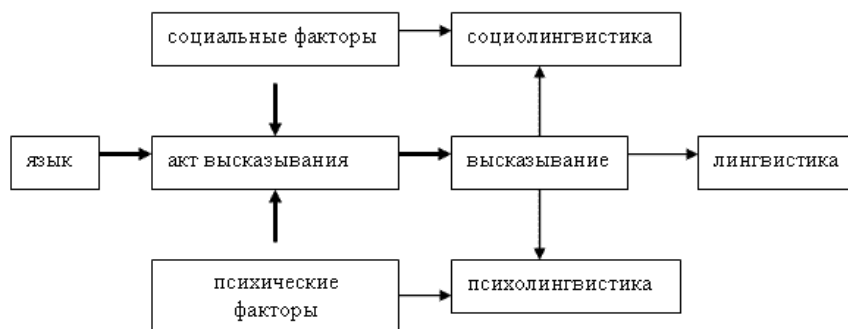 социальные факторы
социолингвистика
язык
акт высказывания
высказывание
лингвистика
психические
факторы
психолингвистика